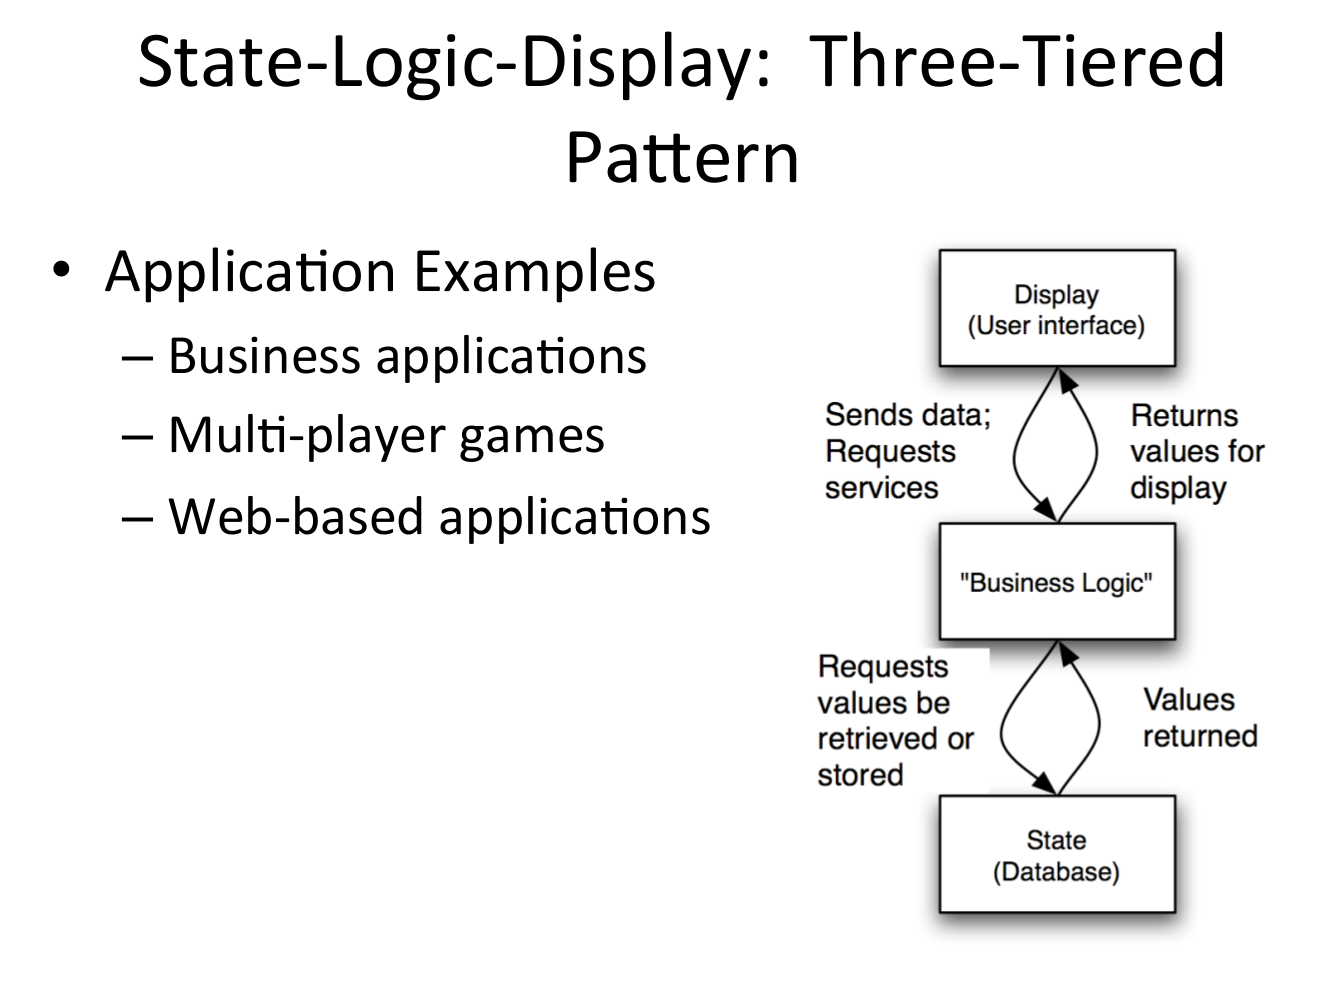 State-Logic-Display:  Three-Tiered
Pattern
• Application Examples
– Business applications
– Multi-player games
– Web-based applications
Display
(User interface)
Sends data;
Requests
services
Returns
values for
display
"Business Logic"
Requests
values be
retrieved or
stored
Values
returned
State
(Database)